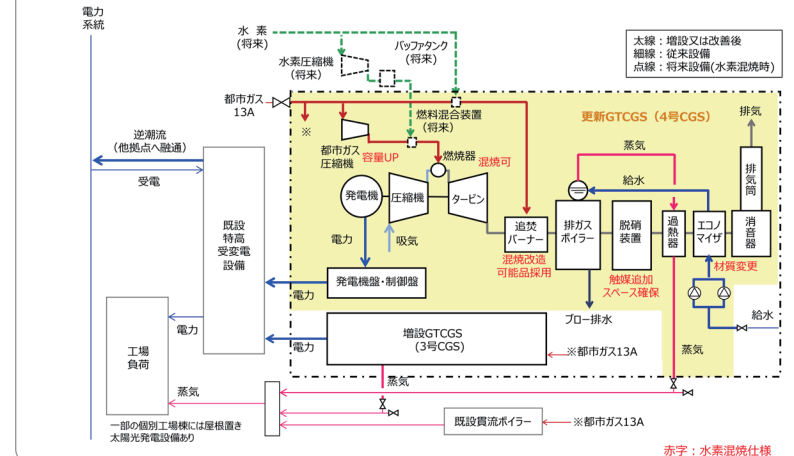 電力
系統
水 素
(将来)
バッファタンク
(将来)
水素圧縮機
(将来)
太線：増設又は改善後
細線：従来設備
点線：将来設備(水素混焼時)
都市ガス
13A
燃料混合装置
(将来)
更新GTCGS（4号CGS）
排気
※
都市ガス
圧縮機
容量UP
燃焼器
混焼可
蒸気
給水
逆潮流
（他拠点へ融通）
受電
発電機
圧縮機
タービン
排気筒
既設
特高
受変電
設備
電力
吸気
追焚
バーナー
排ガス
ボイラー
脱硝
装置
過熱器
エコノ
マイザ
消音器
混焼改造
可能品採用
触媒追加
スペース確保
材質変更
発電機盤・制御盤
電力
ブロー排水
給水
増設GTCGS
(3号CGS)
電力
※都市ガス13A
蒸気
電力
工場
負荷
蒸気
蒸気
既設貫流ボイラー
※都市ガス13A
一部の個別工場棟には屋根置き
太陽光発電設備あり
赤字：水素混焼仕様